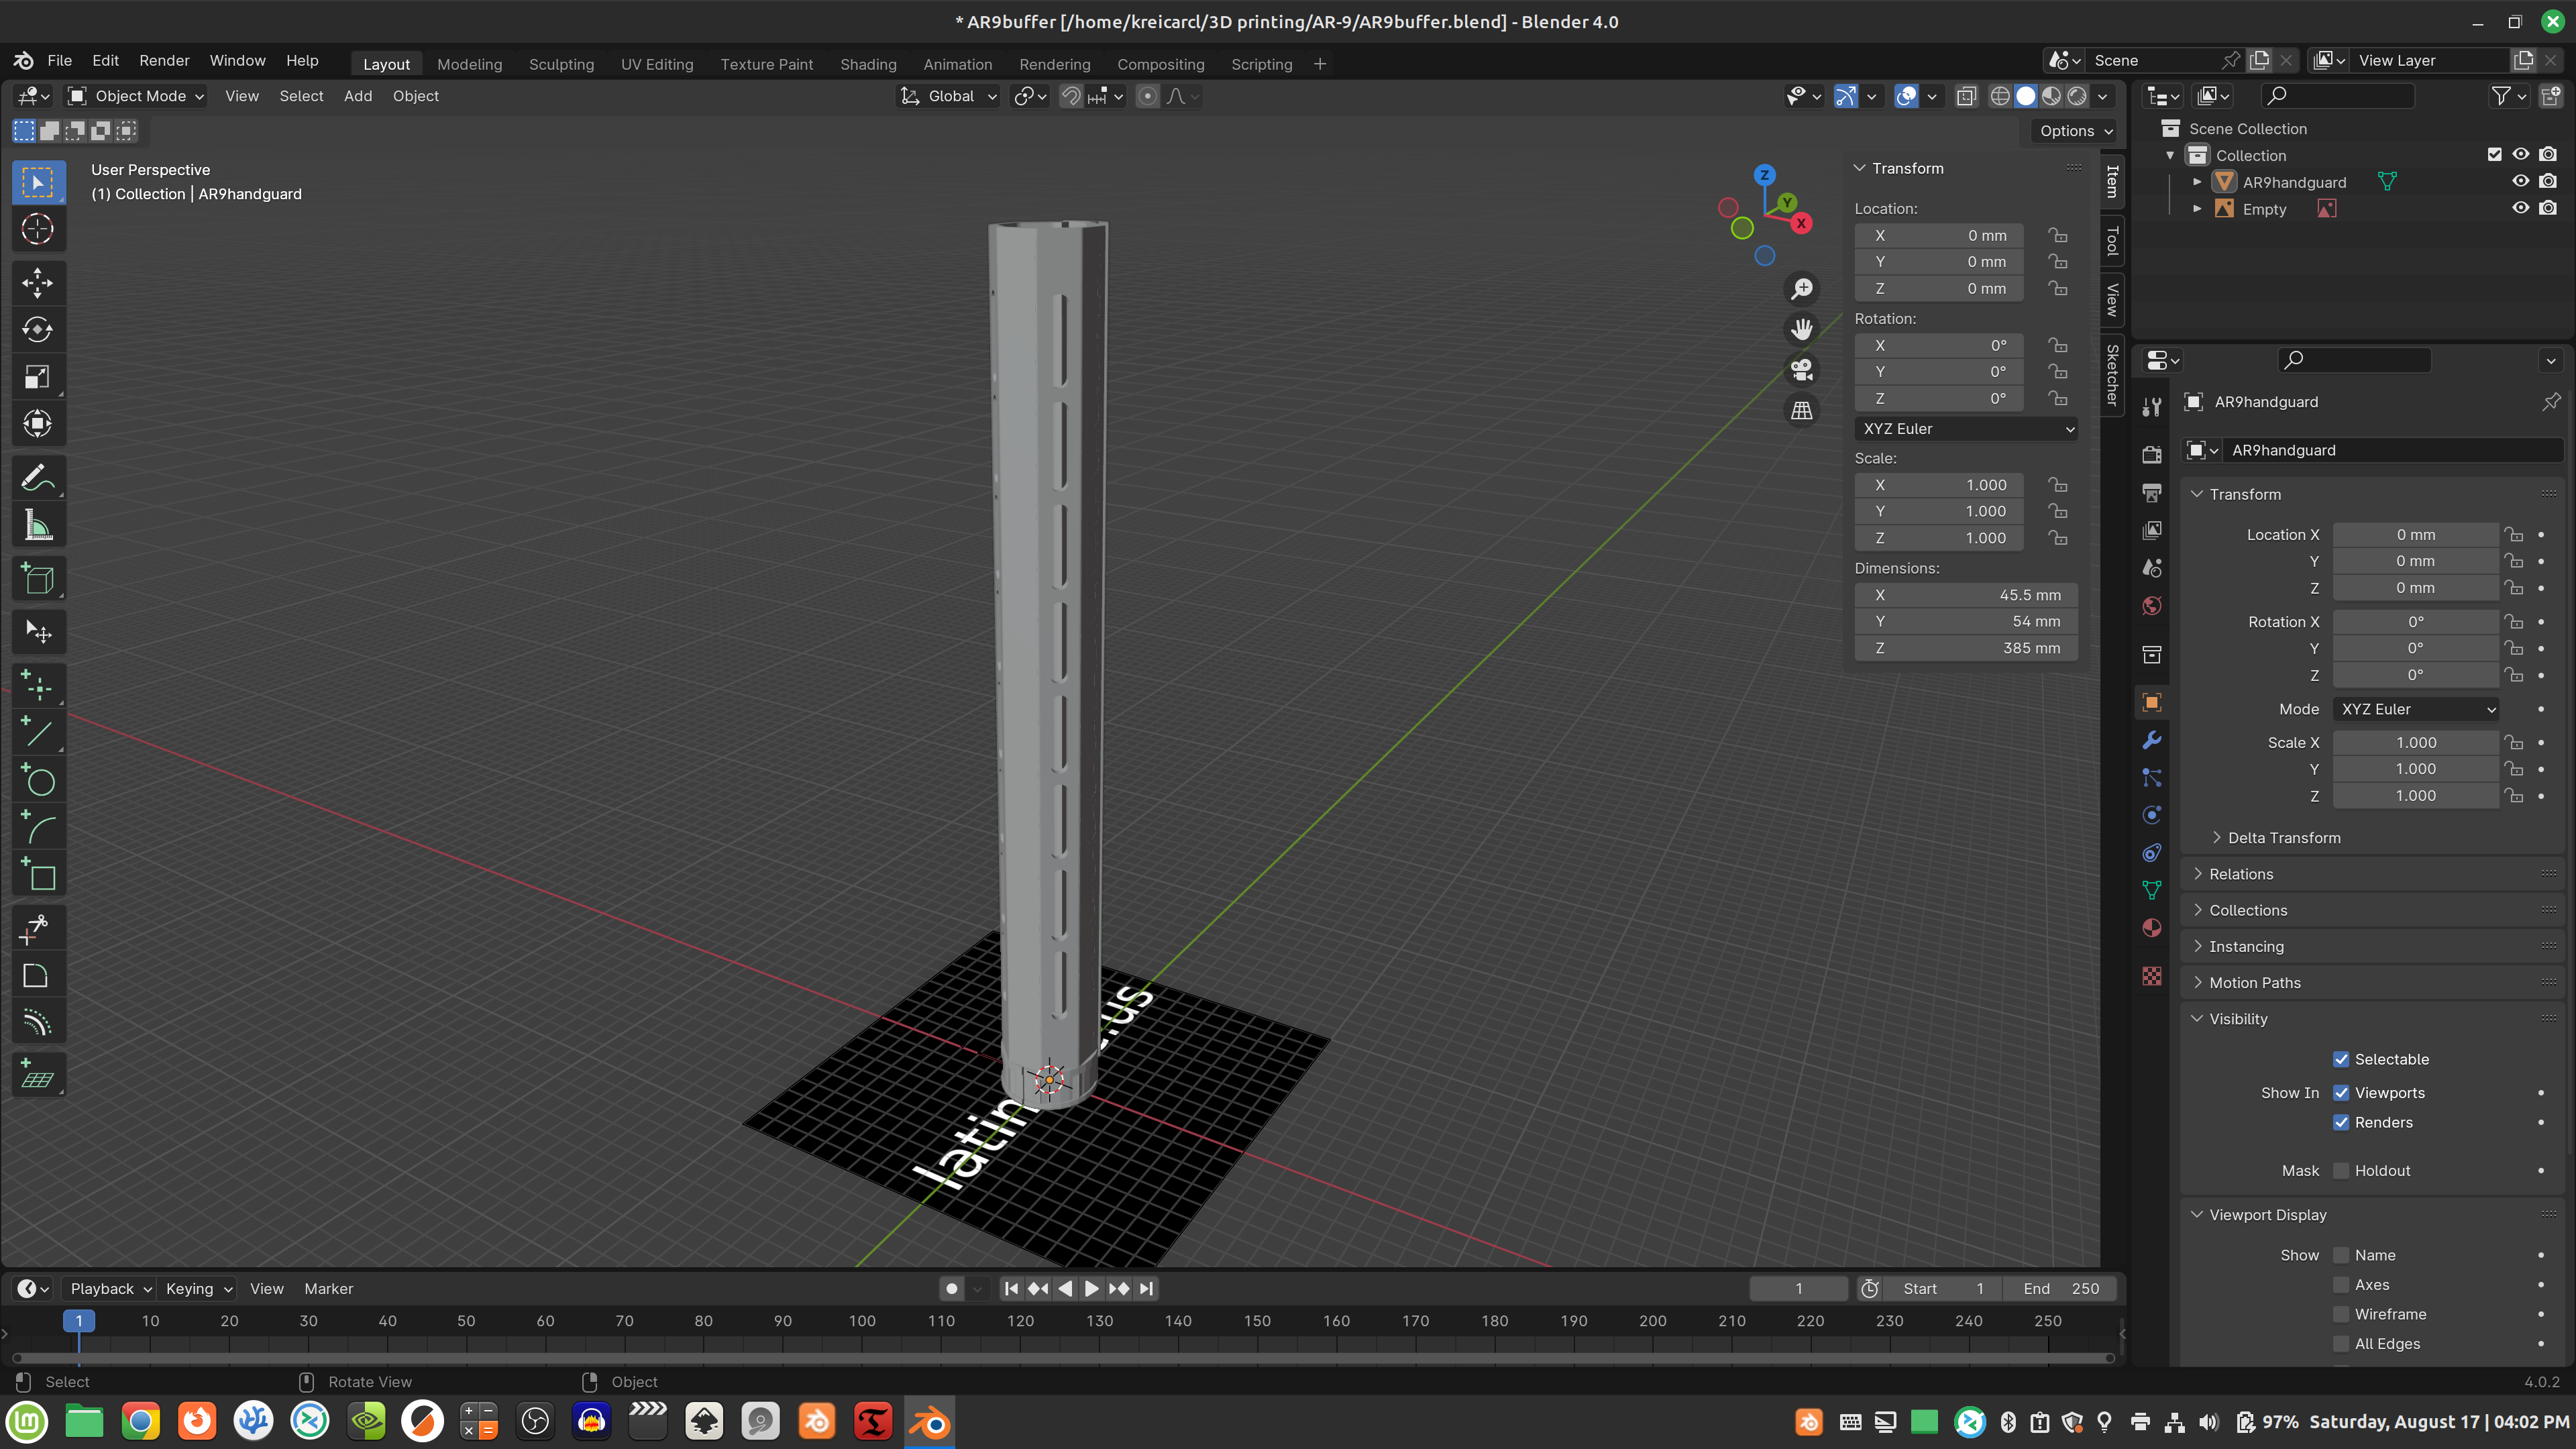 * AR9buffer [/home/kreicarcl/3D printing/AR-9/AR9buffer.blend] - Blender 4.0
File Edit Render Window Help
Layout Modeling Sculpting UV Editing Texture Paint Shading Animation Rendering Compositing Scripting +
Scene
View Layer
Object Mode View Select Add Object
Global
Options
User Perspective
(1) Collection | AR9handguard
Z
Y
X
Transform
Location:
X 0 mm
Y 0 mm
Z 0 mm
Rotation:
X 0°
Y 0°
Z 0°
XYZ Euler
Scale:
X 1.000
Y 1.000
Z 1.000
Dimensions:
X 45.5 mm
Y 54 mm
Z 385 mm
Item
Tool
View
Sketcher
Scene Collection
Collection
AR9handguard
Empty
AR9handguard
AR9handguard
Transform
Location X 0 mm
Y 0 mm
Z 0 mm
Rotation X 0°
Y 0°
Z 0°
Mode XYZ Euler
Scale X 1.000
Y 1.000
Z 1.000
Delta Transform
Relations
Collections
Instancing
Motion Paths
Visibility
Selectable
Show In Viewports
Renders
Mask Holdout
Viewport Display
Show Name
Axes
Wireframe
All Edges
Playback Keying View Marker
1
Start 1 End 250
1 10 20 30 40 50 60 70 80 90 100 110 120 130 140 150 160 170 180 190 200 210 220 230 240 250
Select Rotate View Object
4.0.2
97% Saturday, August 17 | 04:02 PM